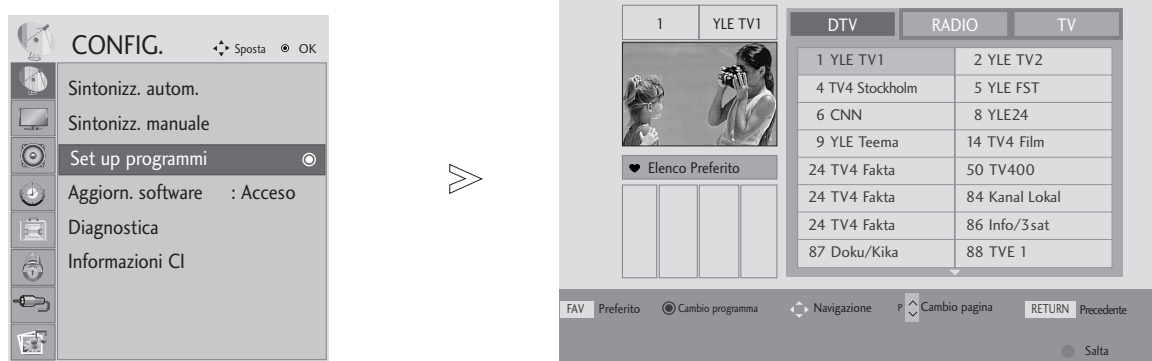 CONFIG.
Sposta OK
Sintonizz. autom.
Sintonizz. manuale
Set up programmi
Aggiorn. software : Acceso
Diagnostica
Informazioni CI
1 YLE TV1
Elenco Preferito
DTV RADIO TV
1 YLE TV1 2 YLE TV2
4 TV4 Stockholm 5 YLE FST
6 CNN 8 YLE24
9 YLE Teema 14 TV4 Film
24 TV4 Fakta 50 TV400
24 TV4 Fakta 84 Kanal Lokal
24 TV4 Fakta 86 Info/3sat
87 Doku/Kika 88 TVE 1
FAV Preferito Cambio programma Navigazione P Cambio pagina RETURN Precedente
Salta